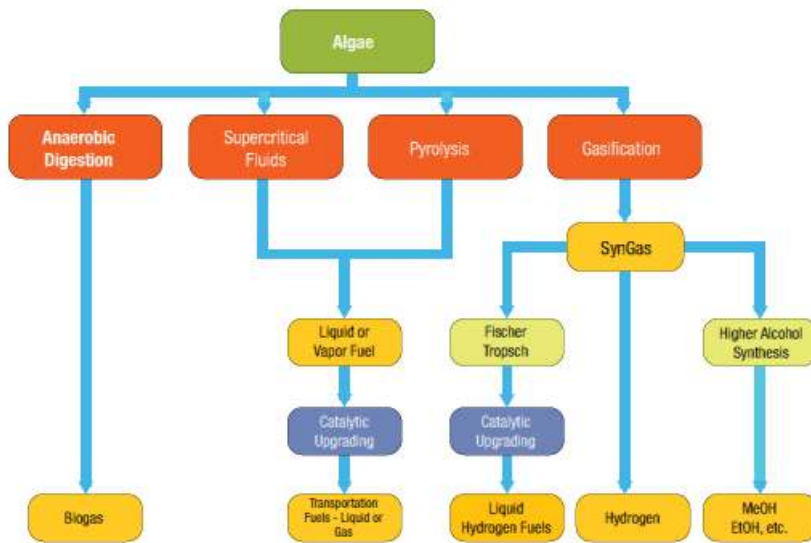 Algae
Anaerobic
Digestion
Supercritical
Fluids
Pyrolysis
Gasification
SynGas
Liquid or
Vapor Fuel
Fischer
Tropsch
Higher Alcohol
Synthesis
Catalytic
Upgrading
Catalytic
Upgrading
Biogas
Transportation
Fuels - Liquid or
Gas
Liquid
Hydrogen Fuels
Hydrogen
MeOH
EtOH, etc.